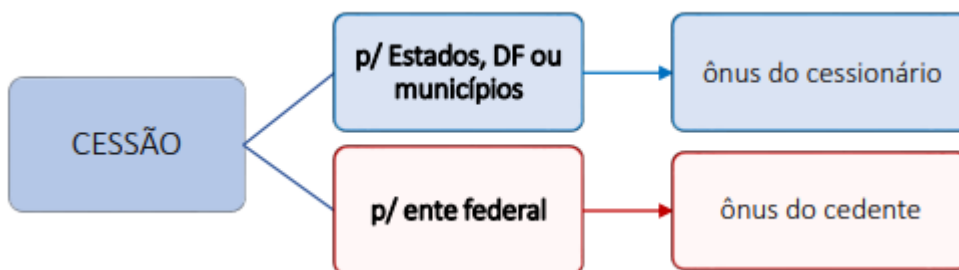 CESSÃO
p/ Estados, DF ou
municípios
ônus do cessionário
p/ ente federal
ônus do cedente